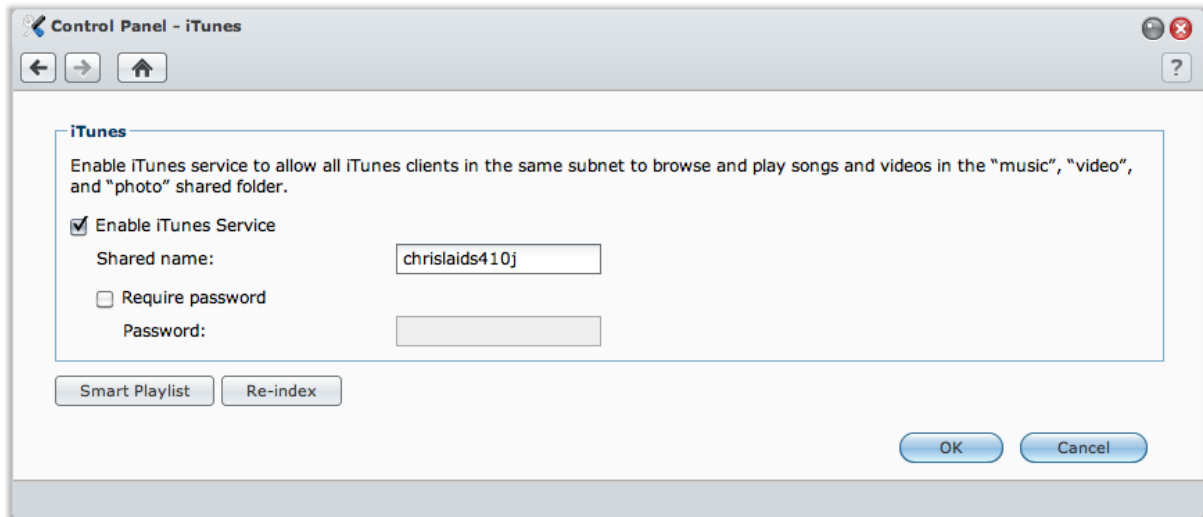 Control Panel - iTunes
?
iTunes
Enable iTunes service to allow all iTunes clients in the same subnet to browse and play songs and videos in the “music”, “video”,
and “photo” shared folder.
Enable iTunes Service
Shared name: chrislaids410j
Require password
Password:
Smart Playlist Re-index
OK Cancel